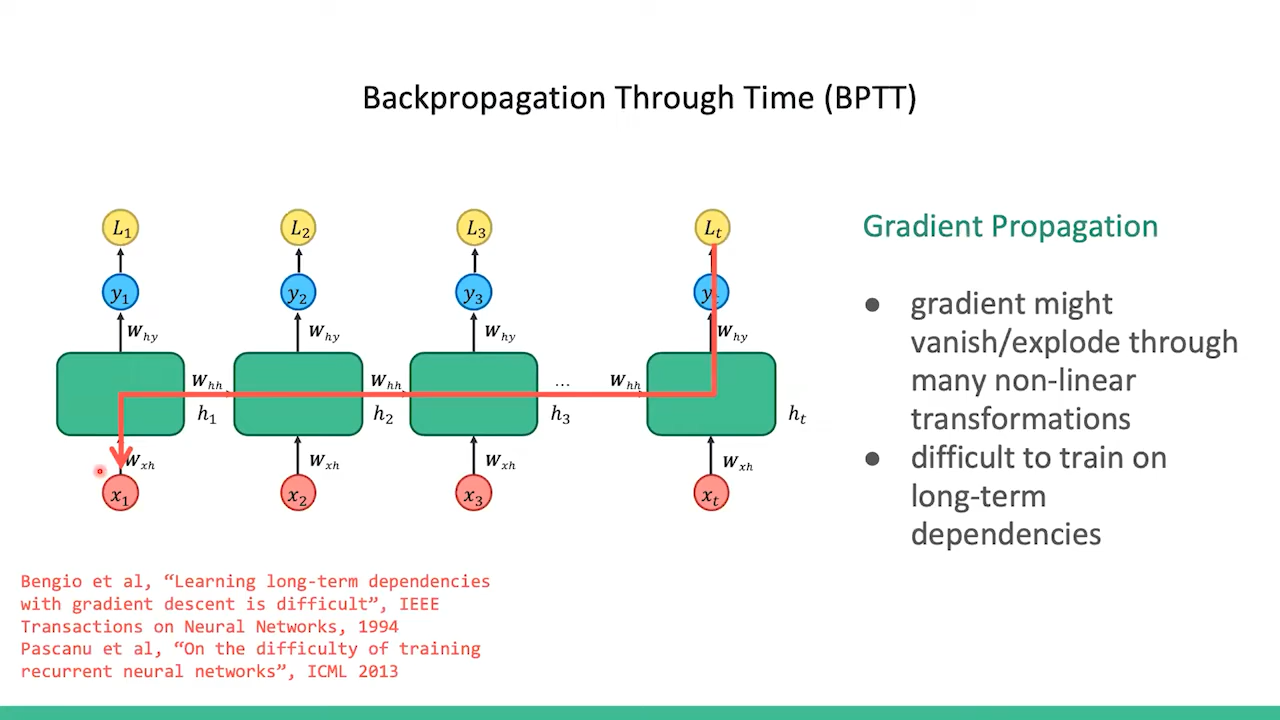 Backpropagation Through Time (BPTT)
L₁ L₂ L₃ Lₜ
y₁ y₂ y₃ yₜ
W_hy W_hy W_hy W_hy
W_hh W_hh ... W_hh
h₁ h₂ h₃ hₜ
W_xh W_xh W_xh W_xh
x₁ x₂ x₃ xₜ
Gradient Propagation
● gradient might
vanish/explode through
many non-linear
transformations
● difficult to train on
long-term
dependencies
Bengio et al, “Learning long-term dependencies
with gradient descent is difficult”, IEEE
Transactions on Neural Networks, 1994
Pascanu et al, “On the difficulty of training
recurrent neural networks”, ICML 2013